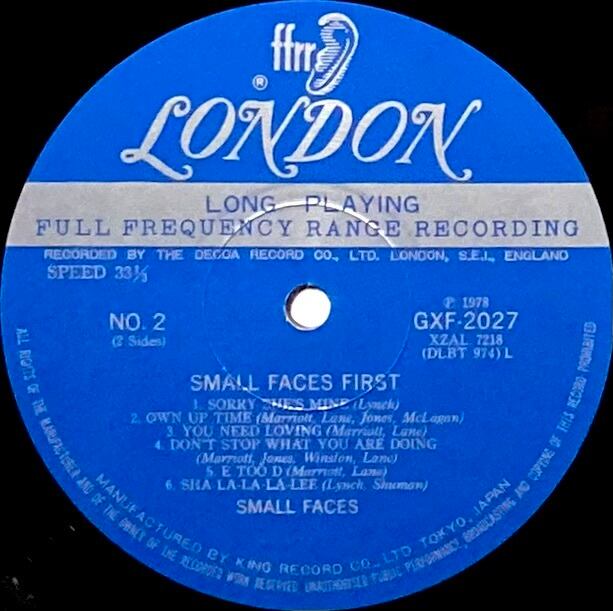 ffrr
®
LONDON
LONG PLAYING
FULL FREQUENCY RANGE RECORDING
RECORDED BY THE DECCA RECORD CO., LTD. LONDON, S.E.I., ENGLAND
SPEED 33⅓
℗ 1978
NO. 2
GXF-2027
(2 Sides)
XZAL 7218
(DLBT 974) L
SMALL FACES FIRST
1. SORRY SHE'S MINE (Lynch)
2. OWN UP TIME (Marriott, Lane, Jones, McLagan)
3. YOU NEED LOVING (Marriott, Lane)
4. DON'T STOP WHAT YOU ARE DOING
(Marriott, Jones, Winston, Lane)
5. E TOO D (Marriott, Lane)
6. SHA LA-LA-LA-LEE (Lynch, Shuman)
SMALL FACES
MANUFACTURED BY KING RECORD CO., LTD. TOKYO, JAPAN
ALL RIGHTS OF THE MANUFACTURER AND OF THE OWNER OF THE RECORDED WORK RESERVED UNAUTHORISED PUBLIC PERFORMANCE BROADCASTING AND COPYING OF THIS RECORD PROHIBITED